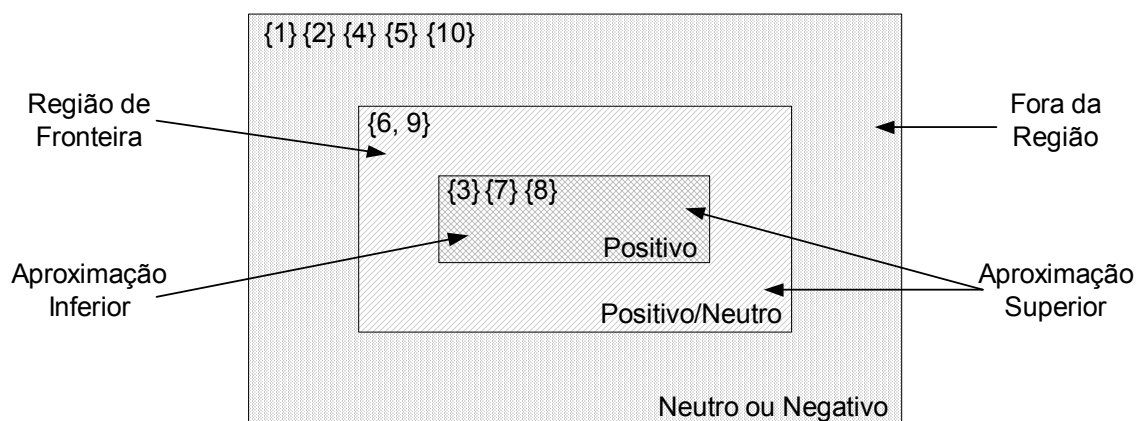 {1} {2} {4} {5} {10}
Região de
Fronteira
Fora da
Região
{6, 9}
{3} {7} {8}
Positivo
Aproximação
Inferior
Aproximação
Superior
Positivo/Neutro
Neutro ou Negativo